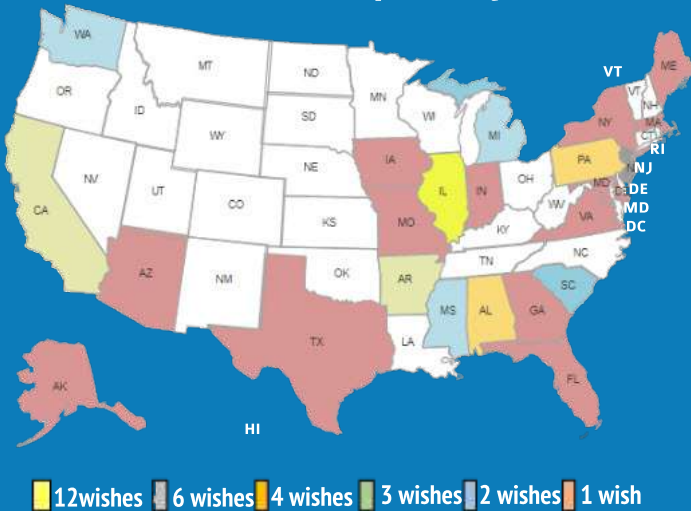 WA
MT
ND
MN
ME
VT
OR
ID
SD
WI
VT
NH
WY
MI
NY
MA
CT
RI
IA
NE
PA
NJ
NV
UT
IL
IN
OH
MD
DE
CA
CO
WV
MD
KS
MO
VA
DC
KY
AZ
NM
OK
AR
TN
NC
SC
MS
AL
GA
TX
LA
AK
FL
HI
12wishes 6 wishes 4 wishes 3 wishes 2 wishes 1 wish